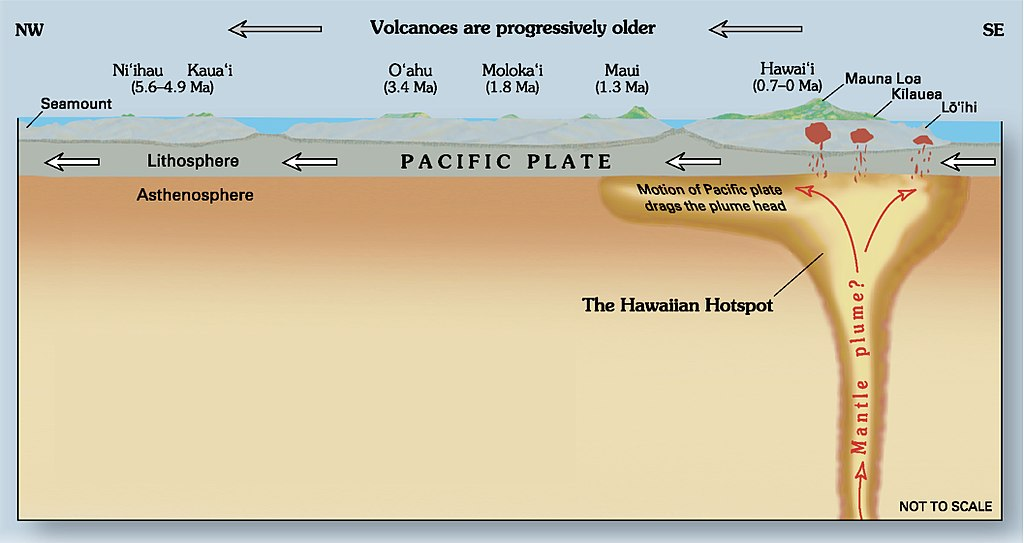 NW
Volcanoes are progressively older
SE
Ni‘ihau Kaua‘i
(5.6–4.9 Ma)
O‘ahu
(3.4 Ma)
Moloka‘i
(1.8 Ma)
Maui
(1.3 Ma)
Hawai‘i
(0.7–0 Ma)
Mauna Loa
Kilauea
Lō‘ihi
Seamount
Lithosphere
PACIFIC PLATE
Asthenosphere
Motion of Pacific plate
drags the plume head
The Hawaiian Hotspot
Mantle plume?
NOT TO SCALE